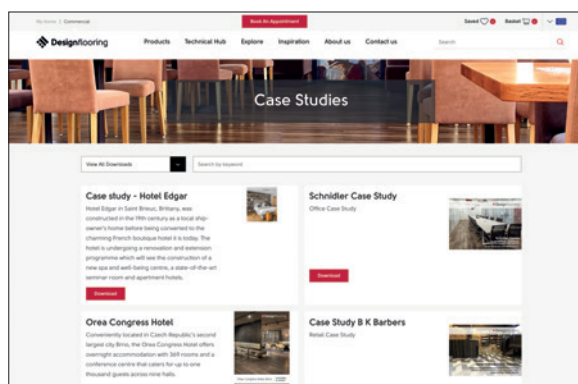 My Home | Commercial
Book An Appointment
Saved 0 Basket 0
Designflooring
Products Technical Hub Explore Inspiration About us Contact us
Search
Case Studies
View All Downloads
Search by keyword
Case study - Hotel Edgar
Hotel Edgar in Saint Brieuc, Brittany, was
constructed in the 19th century as a local ship-
owner's home before being converted to the
charming French boutique hotel it is today. The
hotel is undergoing a renovation and extension
programme which will see the construction of a
new spa and well-being centre, a state-of-the-art
seminar room and apartment hotels.
Download
Schnidler Case Study
Office Case Study
Download
Orea Congress Hotel
Conveniently located in Czech Republic's second
largest city Brno, the Orea Congress Hotel offers
overnight accommodation with 369 rooms and a
conference centre that caters for up to one
thousand guests across nine halls.
Case Study B K Barbers
Retail Case Study